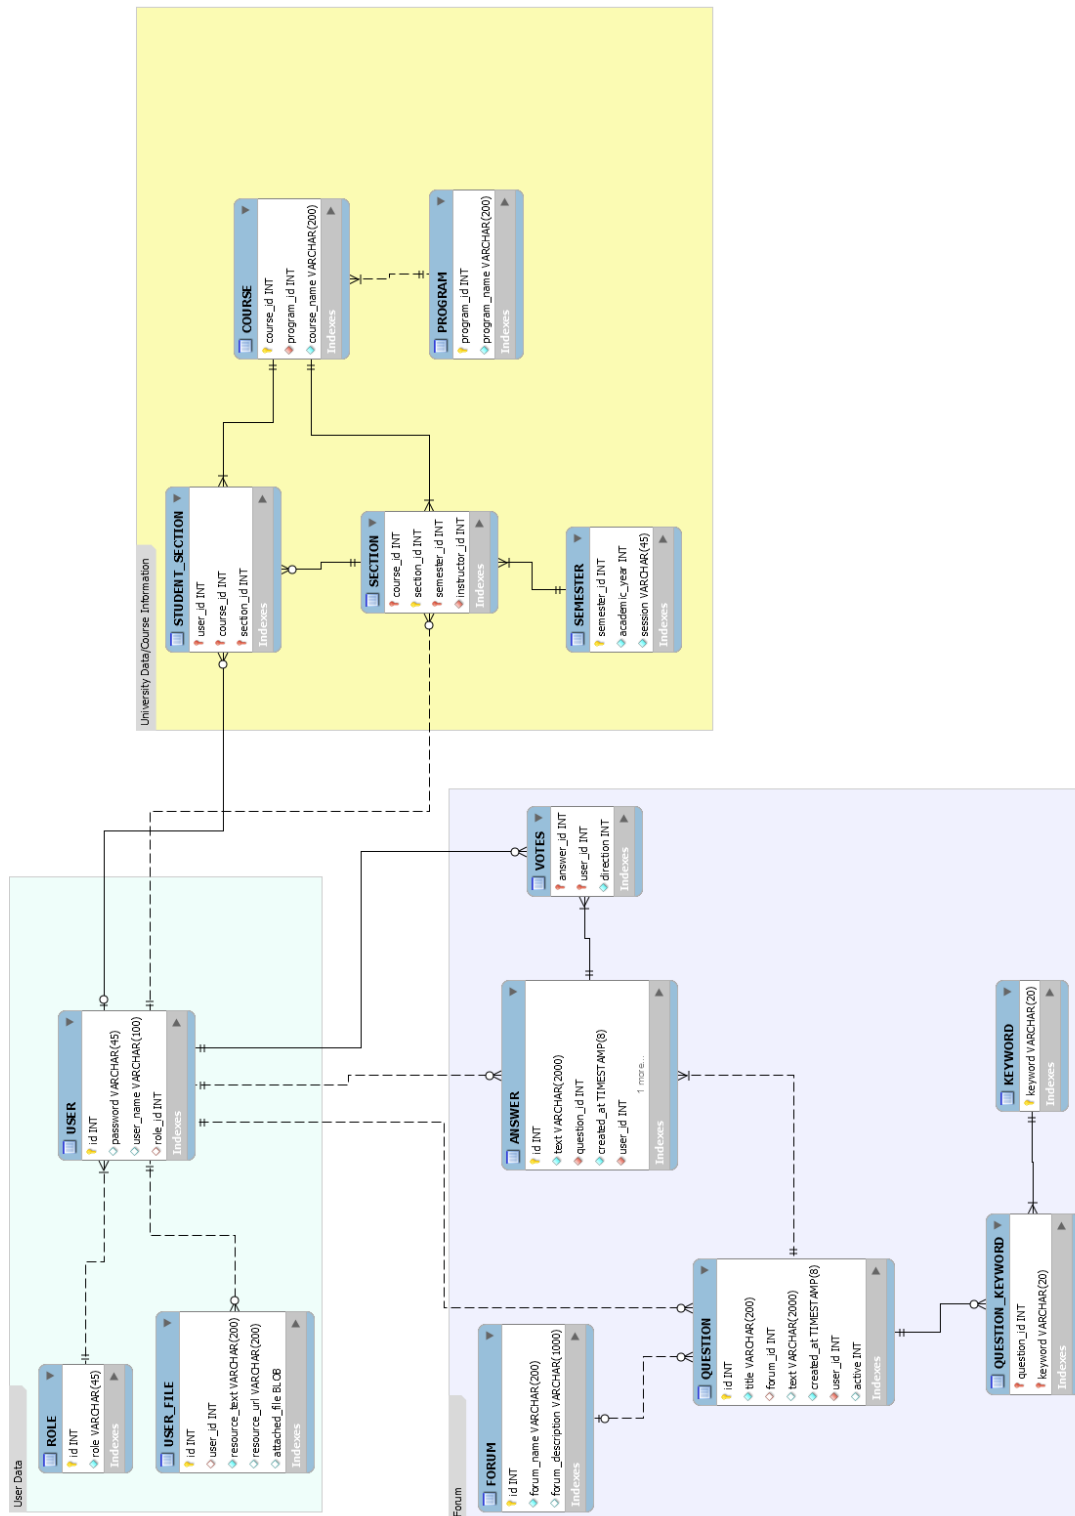 User Data
ROLE
id INT
role VARCHAR(45)
Indexes
USER_FILE
id INT
user_id INT
resource_text VARCHAR(200)
resource_url VARCHAR(200)
attached_file BLOB
Indexes
USER
id INT
password VARCHAR(45)
user_name VARCHAR(100)
role_id INT
Indexes
University Data/Course Information
STUDENT_SECTION
user_id INT
course_id INT
section_id INT
Indexes
COURSE
course_id INT
program_id INT
course_name VARCHAR(200)
Indexes
SECTION
course_id INT
section_id INT
semester_id INT
instructor_id INT
Indexes
PROGRAM
program_id INT
program_name VARCHAR(200)
Indexes
SEMESTER
semester_id INT
academic_year INT
session VARCHAR(45)
Indexes
Forum
FORUM
id INT
forum_name VARCHAR(200)
forum_description VARCHAR(1000)
Indexes
ANSWER
id INT
text VARCHAR(2000)
question_id INT
created_at TIMESTAMP(8)
user_id INT
1 more...
Indexes
VOTES
answer_id INT
user_id INT
direction INT
Indexes
QUESTION
id INT
title VARCHAR(200)
forum_id INT
text VARCHAR(2000)
created_at TIMESTAMP(8)
user_id INT
active INT
Indexes
QUESTION_KEYWORD
question_id INT
keyword VARCHAR(20)
Indexes
KEYWORD
keyword VARCHAR(20)
Indexes